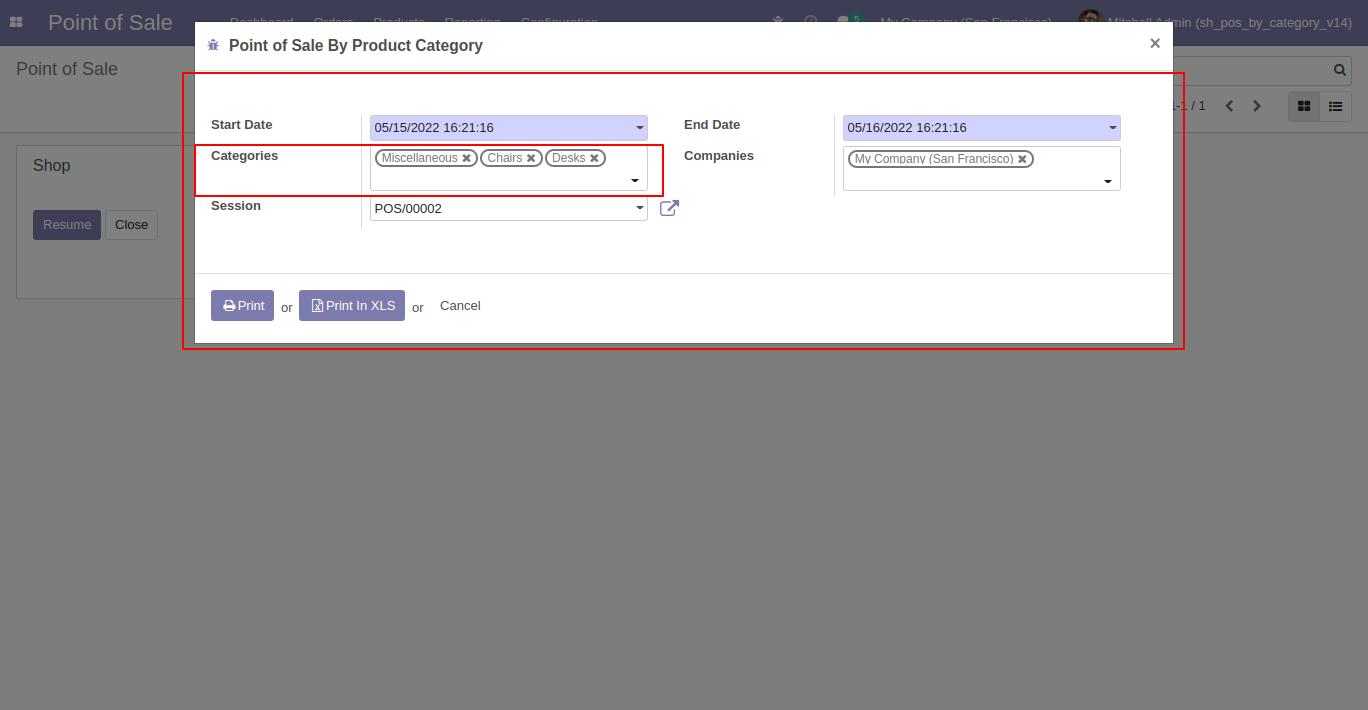 Point of Sale Dashboard Orders Products Reporting Configuration 5 My Company (San Francisco) Mitchell Admin (sh_pos_by_category_v14)
Point of Sale By Product Category ×
Point of Sale
1-1 / 1
Start Date 05/15/2022 16:21:16 End Date 05/16/2022 16:21:16
Categories Miscellaneous Chairs Desks Companies My Company (San Francisco)
Shop
Session POS/00002
Resume Close
Print or Print In XLS or Cancel